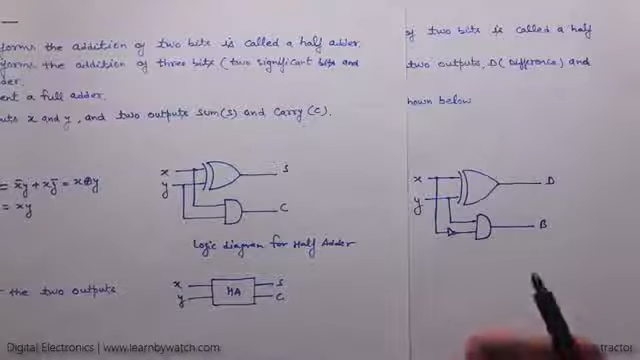 forms the addition of two bits is called a half adder.
forms the addition of three bits (two significant bits and
der.
ent a full adder.
uts x and y, and two outputs sum(s) and carry (c).
= x̄y + xȳ = x⊕y
= xy
x
y
S
C
Logic diagram for Half Adder
the two outputs
x
y
HA
S
C
of two bits is called a half
two outputs, D (Difference) and
hown below
x
y
D
B
Digital Electronics | www.learnbywatch.com
tractor